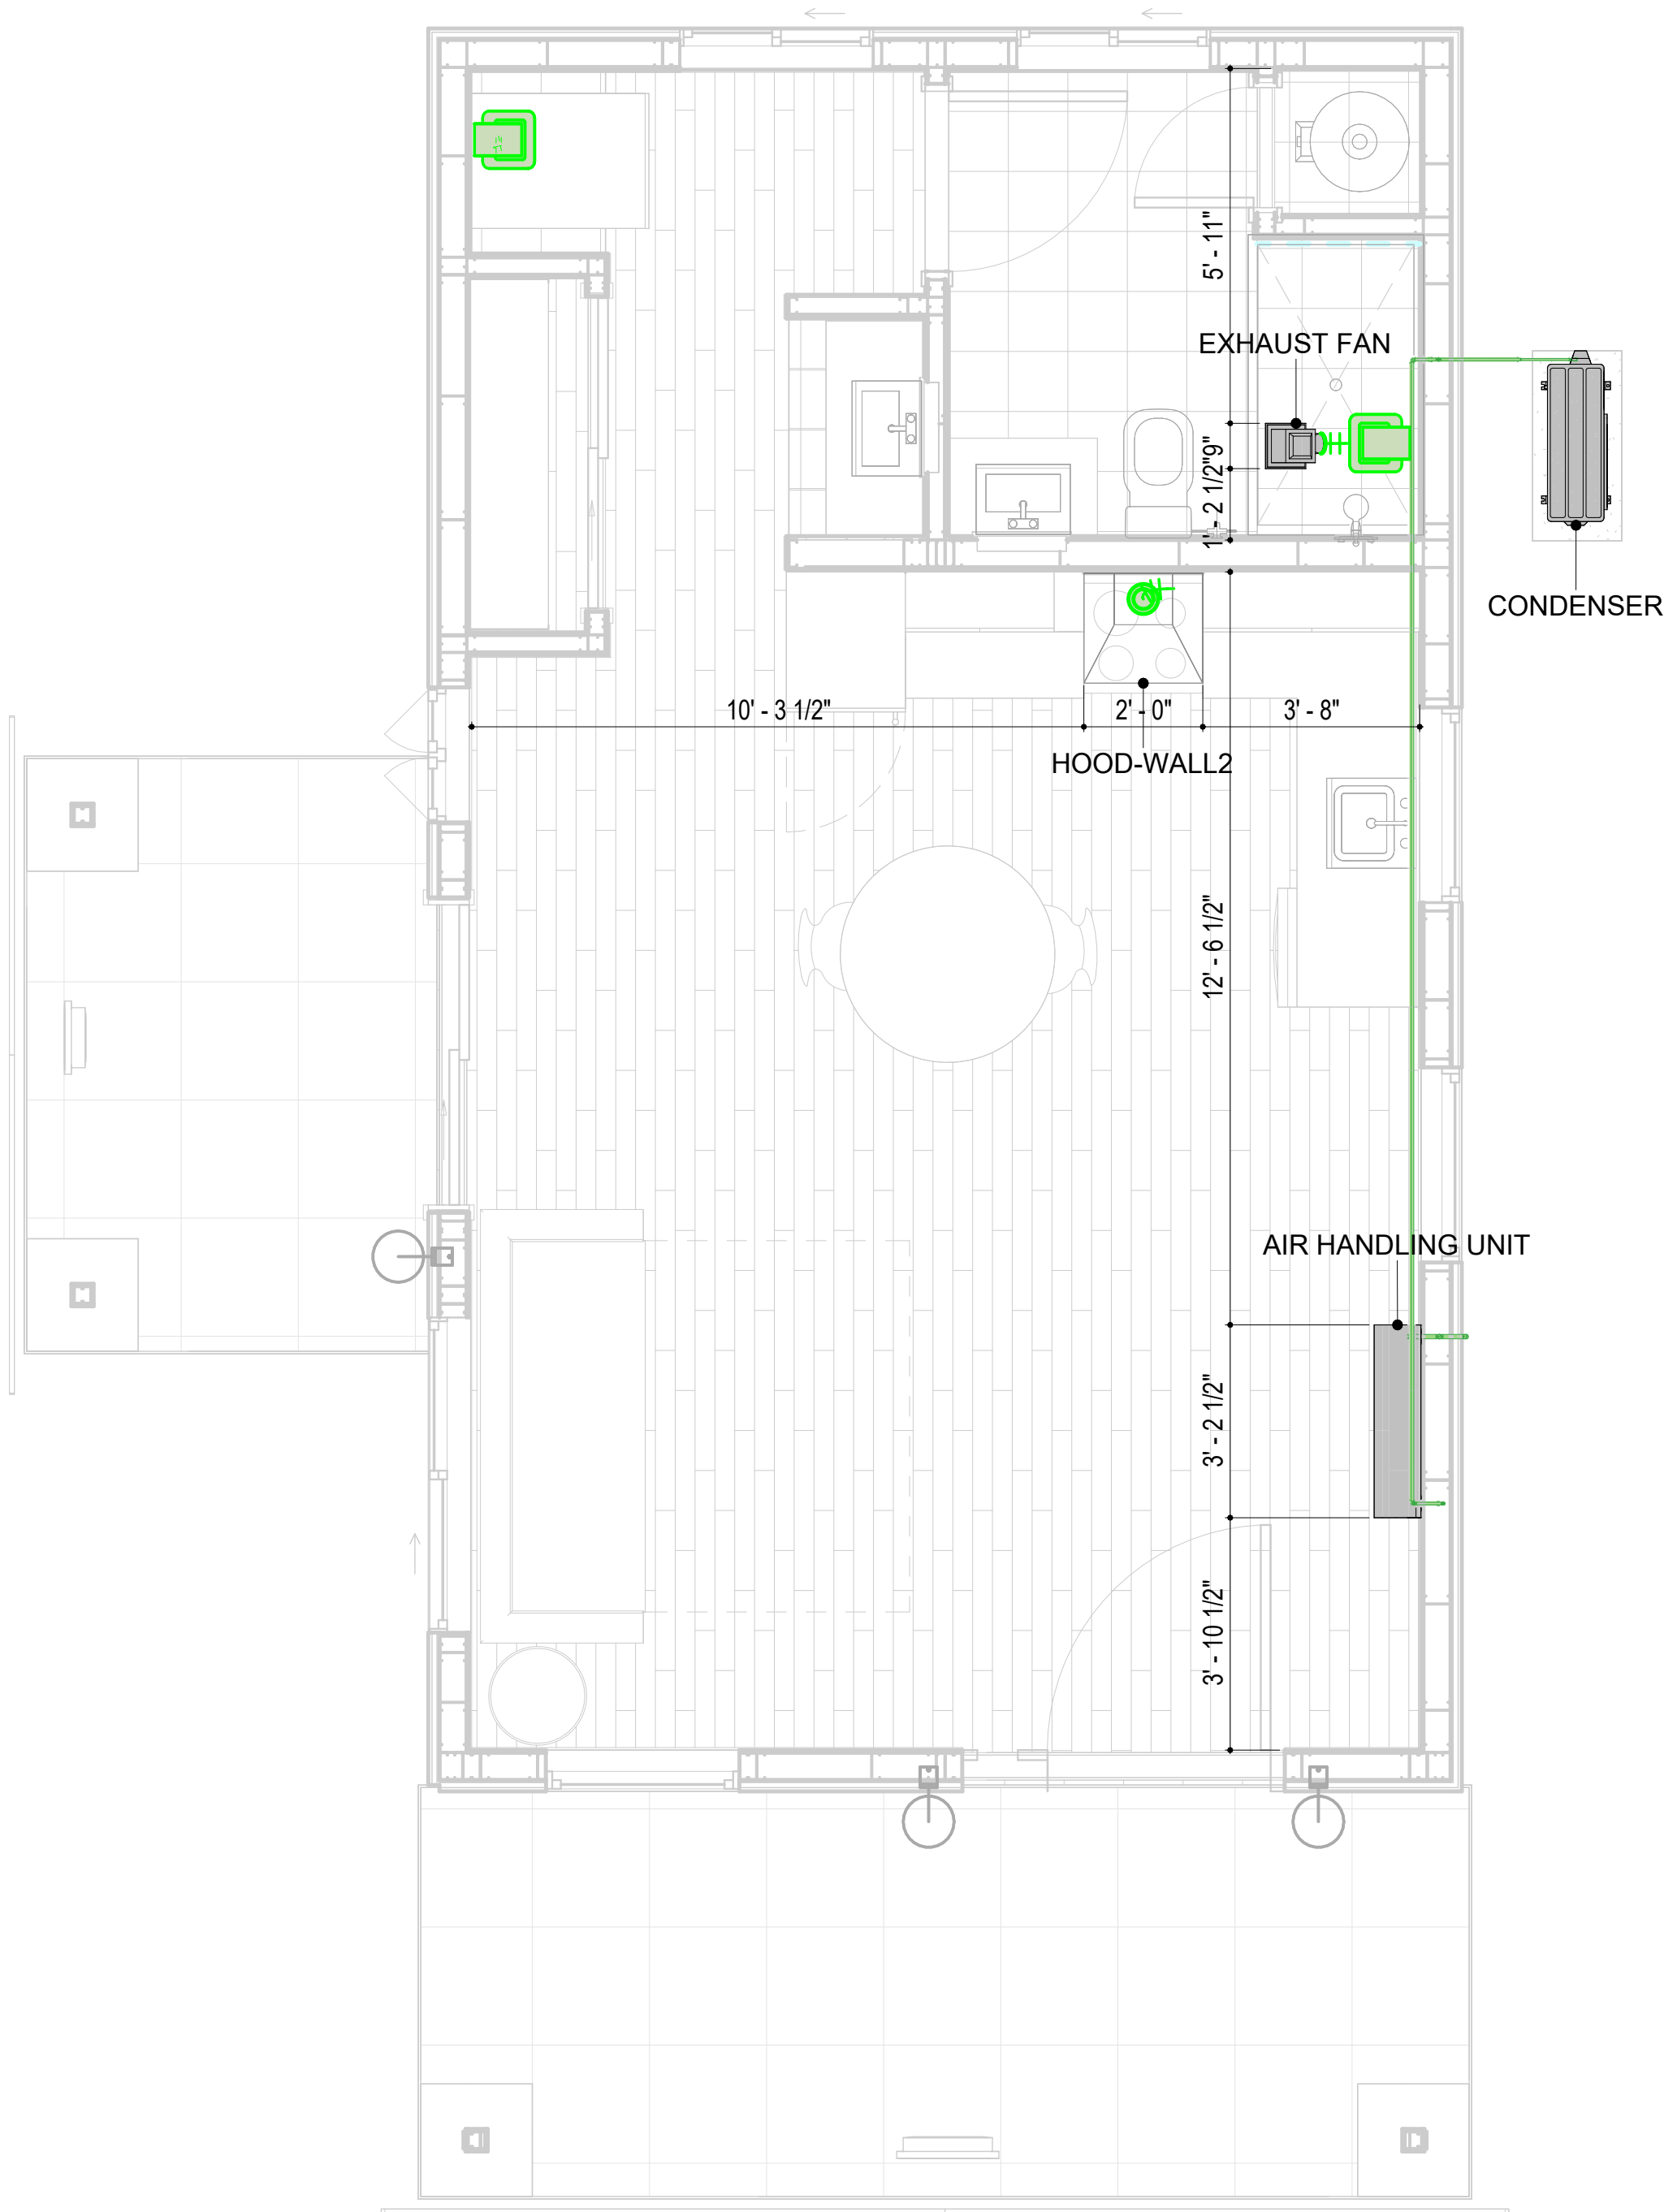 5' - 11"
EXHAUST FAN
9"
1' - 2 1/2"
CONDENSER
10' - 3 1/2"
2' - 0"
3' - 8"
HOOD-WALL2
12' - 6 1/2"
AIR HANDLING UNIT
3' - 2 1/2"
3' - 10 1/2"